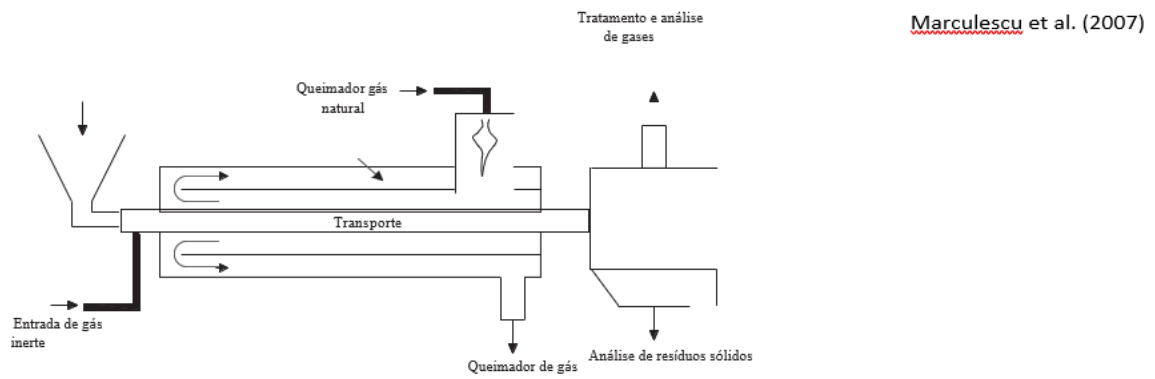 Tratamento e análise
de gases
Marculescu et al. (2007)
Queimador gás
natural
Transporte
Entrada de gás
inerte
Queimador de gás
Análise de resíduos sólidos